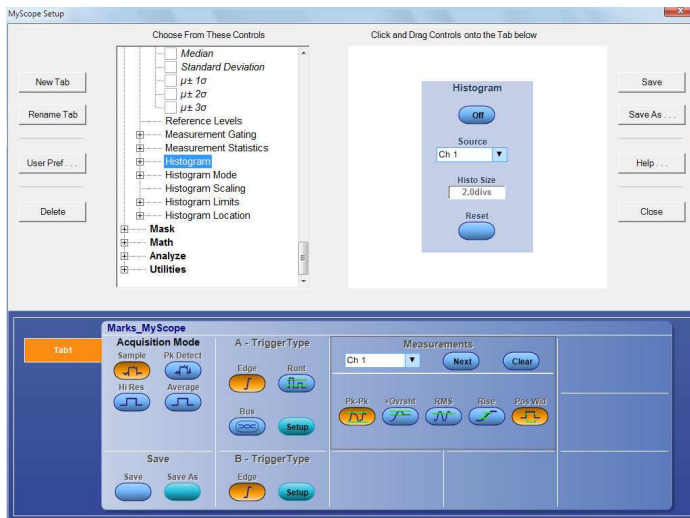 MyScope Setup
Choose From These Controls
Click and Drag Controls onto the Tab below
New Tab
Rename Tab
User Pref . . .
Delete
Median
Standard Deviation
μ± 1σ
μ± 2σ
μ± 3σ
Reference Levels
Measurement Gating
Measurement Statistics
Histogram
Histogram Mode
Histogram Scaling
Histogram Limits
Histogram Location
Mask
Math
Analyze
Utilities
Histogram
Off
Source
Ch 1
Histo Size
2.0divs
Reset
Save
Save As . . .
Help . . .
Close
Tab1
Marks_MyScope
Acquisition Mode
Sample Pk Detect
Hi Res Average
Save
Save Save As
A - TriggerType
Edge Runt
Bus
Setup
B - TriggerType
Edge
Setup
Measurements
Ch 1 Next Clear
Pk-Pk +Ovrsht RMS Rise Pos Wid